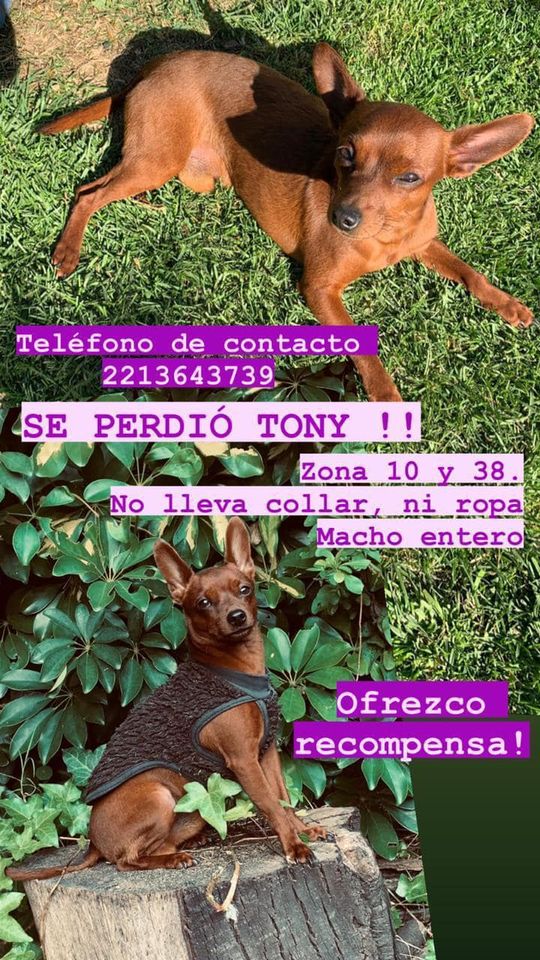 Teléfono de contacto
2213643739
SE PERDIÓ TONY !!
Zona 10 y 38.
No lleva collar, ni ropa
Macho entero
Ofrezco
recompensa!